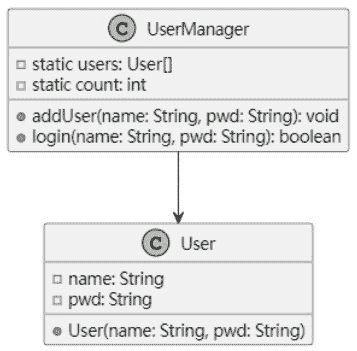 C UserManager
static users: User[]
static count: int
addUser(name: String, pwd: String): void
login(name: String, pwd: String): boolean
C User
name: String
pwd: String
User(name: String, pwd: String)